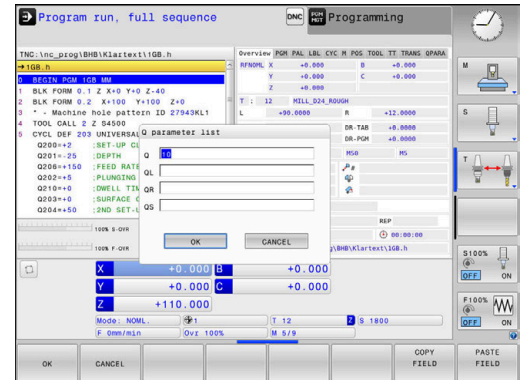 Program run, full sequence
DNC
PGM MGT
Programming
TNC:\nc_prog\BHB\Klartext\1GB.h
→1GB.h
0 BEGIN PGM 1GB MM
1 BLK FORM 0.1 Z X+0 Y+0 Z-40
2 BLK FORM 0.2 X+100 Y+100 Z+0
3 * - Machine hole pattern ID 27943KL1
4 TOOL CALL 2 Z S4500
5 CYCL DEF 203 UNIVERSAL
Q200=+2 ;SET-UP CL
Q201=-25 ;DEPTH
Q206=+150 ;FEED RATE
Q202=+5 ;PLUNGING
Q210=+0 ;DWELL TIM
Q203=+0 ;SURFACE C
Q204=+50 ;2ND SET-U
100% S-OVR
100% F-OVR
Overview PGM PAL LBL CYC M POS TOOL TT TRANS QPARA
RFNOML X +0.000 B +0.000
Y +0.000 C +0.000
Z +0.000
T : 12 MILL_D24_ROUGH
L +90.0000 R +12.0000
DR-TAB +0.0000
DR-PGM +0.0000
M50 M5
REP
00:00:00
g\BHB\Klartext\1GB.h
Q parameter list
Q 10
QL
QR
QS
OK
CANCEL
X +0.000 B +0.000
Y +0.000 C +0.000
Z +110.000
Mode: NOML. 1 T 12 Z S 1800
F 0mm/min Ovr 100% M 5/9
M
S
T
S100%
OFF ON
F100%
OFF ON
OK
CANCEL
COPY FIELD
PASTE FIELD